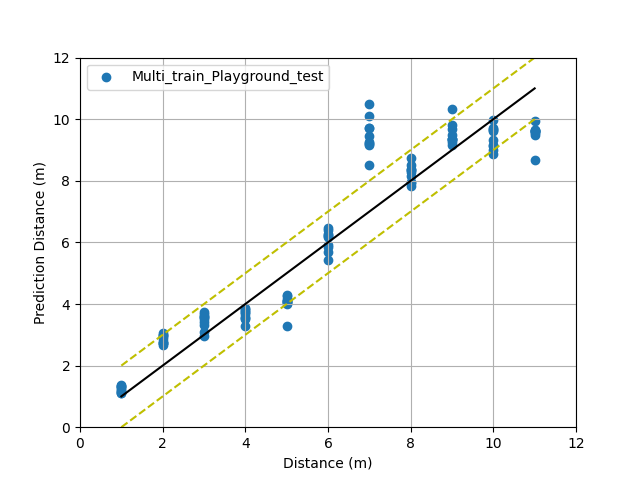 Multi_train_Playground_test
12
10
8
6
4
2
0
Prediction Distance (m)
0 2 4 6 8 10 12
Distance (m)